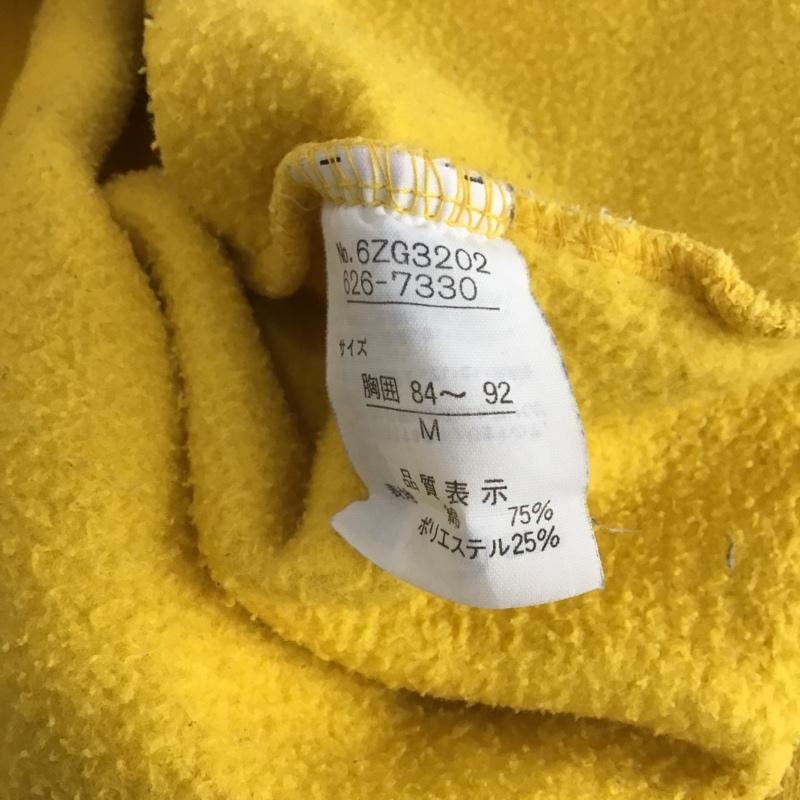 No.6ZG3202
626-7330
サイズ
胸囲 84～ 92
M
品質表示
綿 75%
ポリエステル25%